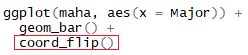 ggplot(maha, aes(x = Major)) +
  geom_bar() +
  coord_flip()